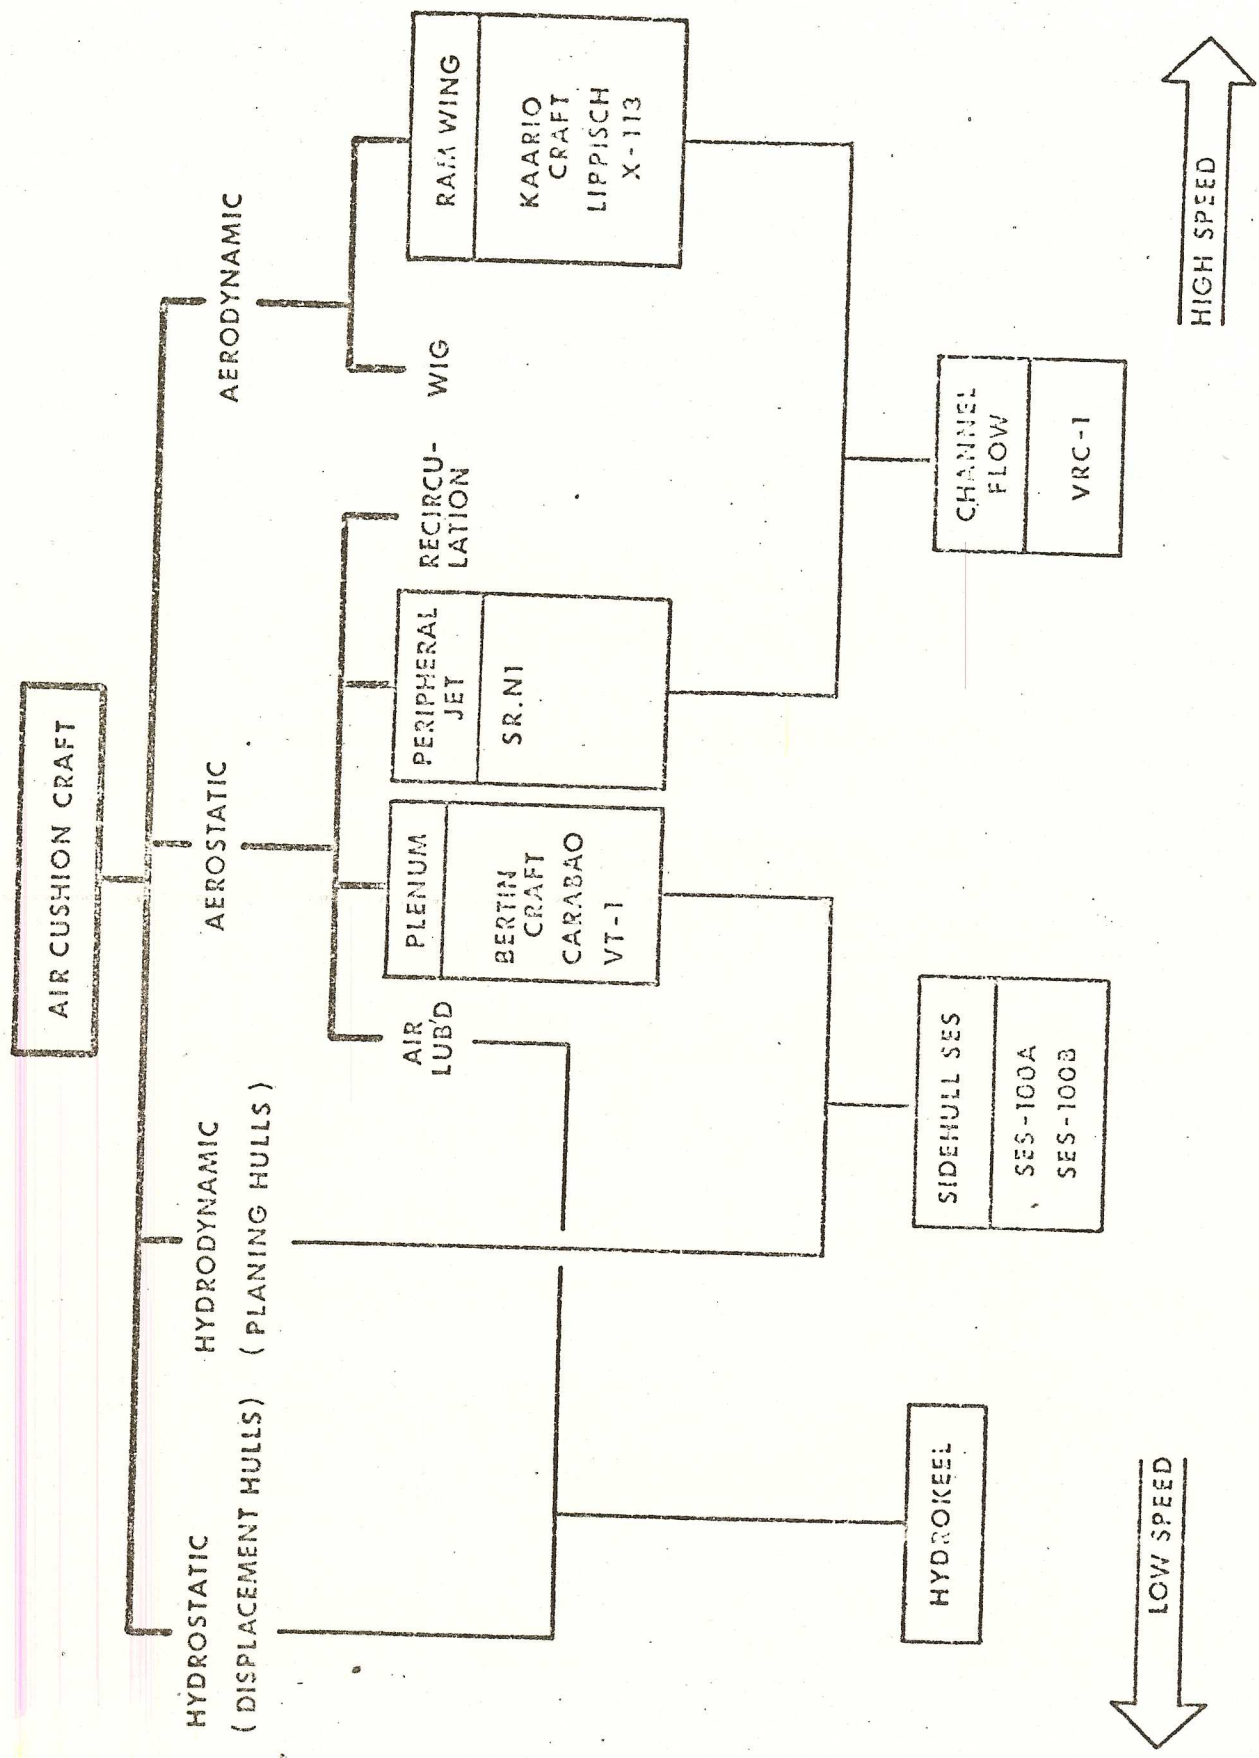 AIR CUSHION CRAFT
HYDROSTATIC
(DISPLACEMENT HULLS)
HYDRODYNAMIC
(PLANING HULLS)
AEROSTATIC
AERODYNAMIC
AIR
LUB'D
PLENUM
BERTIN
CRAFT
CARABAO
VT-1
PERIPHERAL
JET
SR.N1
RECIRCU-
LATION
WIG
RAM WING
KAARIO
CRAFT
LIPPISCH
X-113
HYDROKEEL
SIDEHULL SES
SES-100A
SES-100B
CHANNEL
FLOW
VRC-1
LOW SPEED
HIGH SPEED